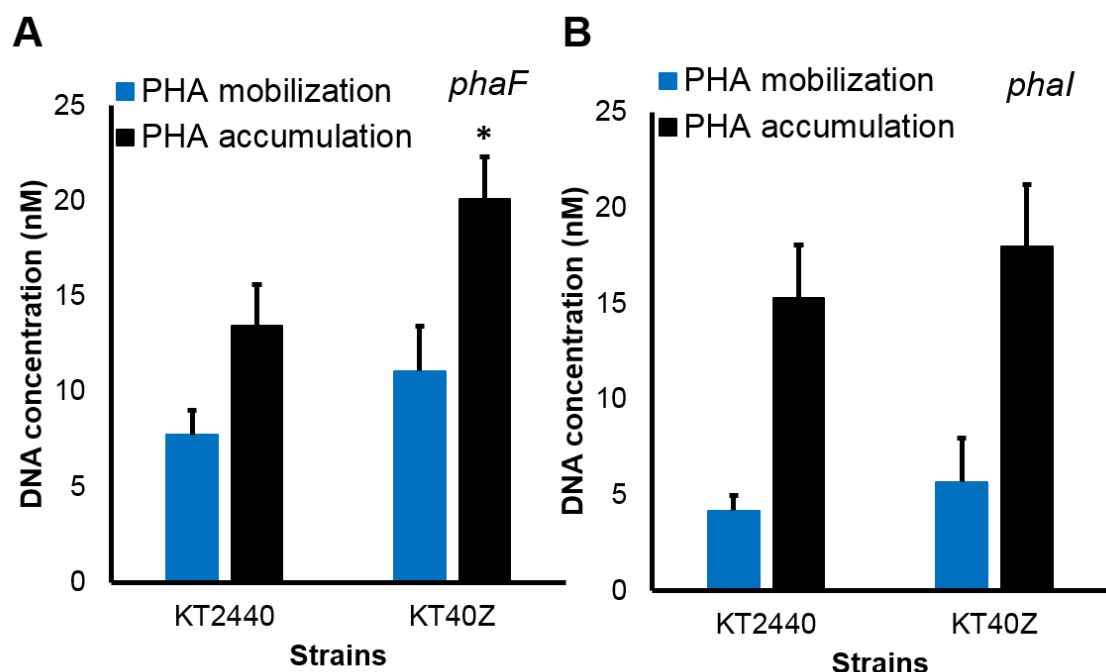 A
PHA mobilization
phaF
PHA accumulation
*
DNA concentration (nM)
25
20
15
10
5
0
KT2440
KT40Z
Strains
B
PHA mobilization
phaI
PHA accumulation
DNA concentration (nM)
25
20
15
10
5
0
KT2440
KT40Z
Strains